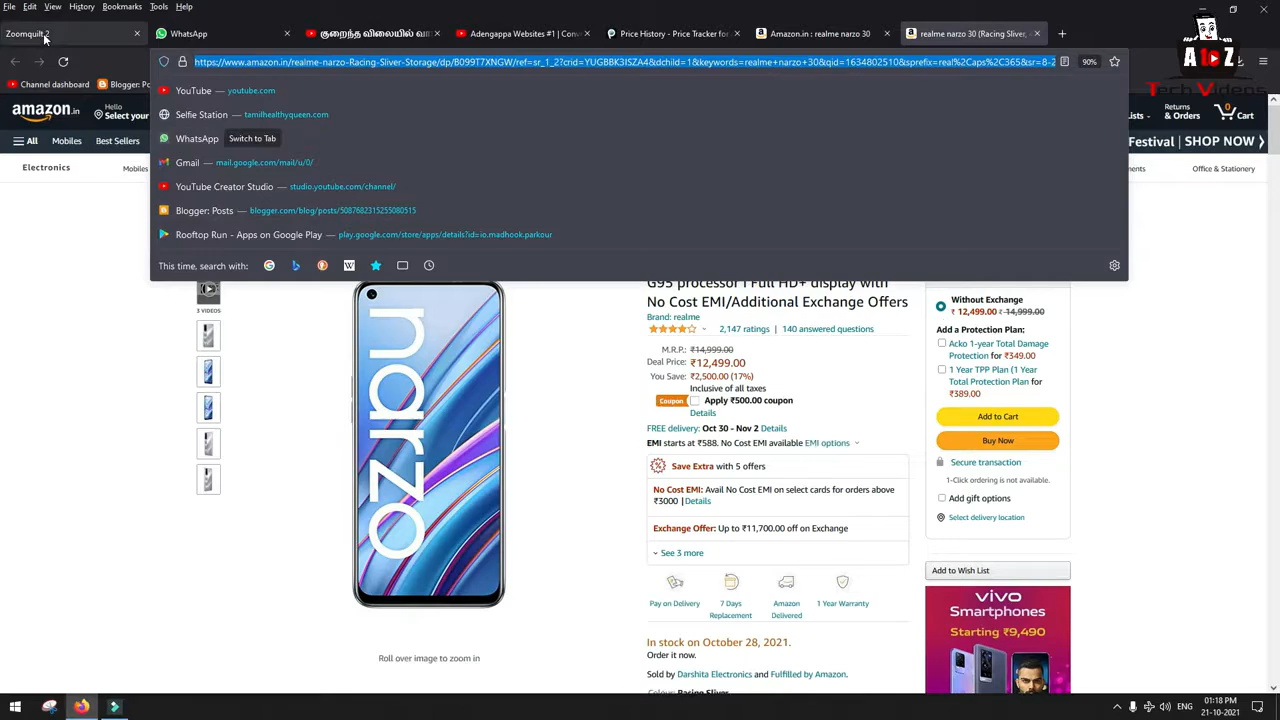 File Edit View History Bookmarks Tools Help
Zoomquilt 2
WhatsApp
குறைந்த விலையில் வா
Adengappa Websites #1 | Con
Price History - Price Tracker for
Amazon.in : realme narzo 30
realme narzo 30 (Racing Sliver,
https://www.amazon.in/realme-narzo-Racing-Sliver-Storage/dp/B099T7XNGW/ref=sr_1_2?crid=YUGBBK3ISZA4&dchild=1&keywords=realme+narzo+30&qid=1634802510&sprefix=real%2Caps%2C365&sr=8-2
90%
A to Z
Tech Videos
Channel dashboard
Blogger: Po
YouTube — youtube.com
Selfie Station — tamilhealthyqueen.com
WhatsApp Switch to Tab
Gmail — mail.google.com/mail/u/0/
YouTube Creator Studio — studio.youtube.com/channel/
Blogger: Posts — blogger.com/blog/posts/5087682315255080515
Rooftop Run - Apps on Google Play — play.google.com/store/apps/details?id=io.madhook.parkour
This time, search with:
amazon.in
Hello
Select your
Returns
& Orders
0
Cart
All Mobiles Best Sellers
Festival | SHOP NOW
Electronics
Mobiles
Office & Stationery
3 VIDEOS
narzo
Roll over image to zoom in
G95 processor I Full HD+ display with
No Cost EMI/Additional Exchange Offers
Brand: realme
2,147 ratings | 140 answered questions
M.R.P.: ₹14,999.00
Deal Price: ₹12,499.00
You Save: ₹2,500.00 (17%)
Inclusive of all taxes
Coupon Apply ₹500.00 coupon
Details
FREE delivery: Oct 30 - Nov 2 Details
EMI starts at ₹588. No Cost EMI available EMI options
Save Extra with 5 offers
No Cost EMI: Avail No Cost EMI on select cards for orders above
₹3000 | Details
Exchange Offer: Up to ₹11,700.00 off on Exchange
See 3 more
Pay on Delivery
7 Days
Replacement
Amazon
Delivered
1 Year Warranty
In stock on October 28, 2021.
Order it now.
Sold by Darshita Electronics and Fulfilled by Amazon.
Colour: Racing Sliver
Without Exchange
₹ 12,499.00 ₹ 14,999.00
Add a Protection Plan:
Acko 1-year Total Damage
Protection for ₹349.00
1 Year TPP Plan (1 Year
Total Protection Plan for
₹389.00
Add to Cart
Buy Now
Secure transaction
1-Click ordering is not available.
Add gift options
Select delivery location
Add to Wish List
vivo
Smartphones
Starting ₹9,490
ENG
01:18 PM
21-10-2021